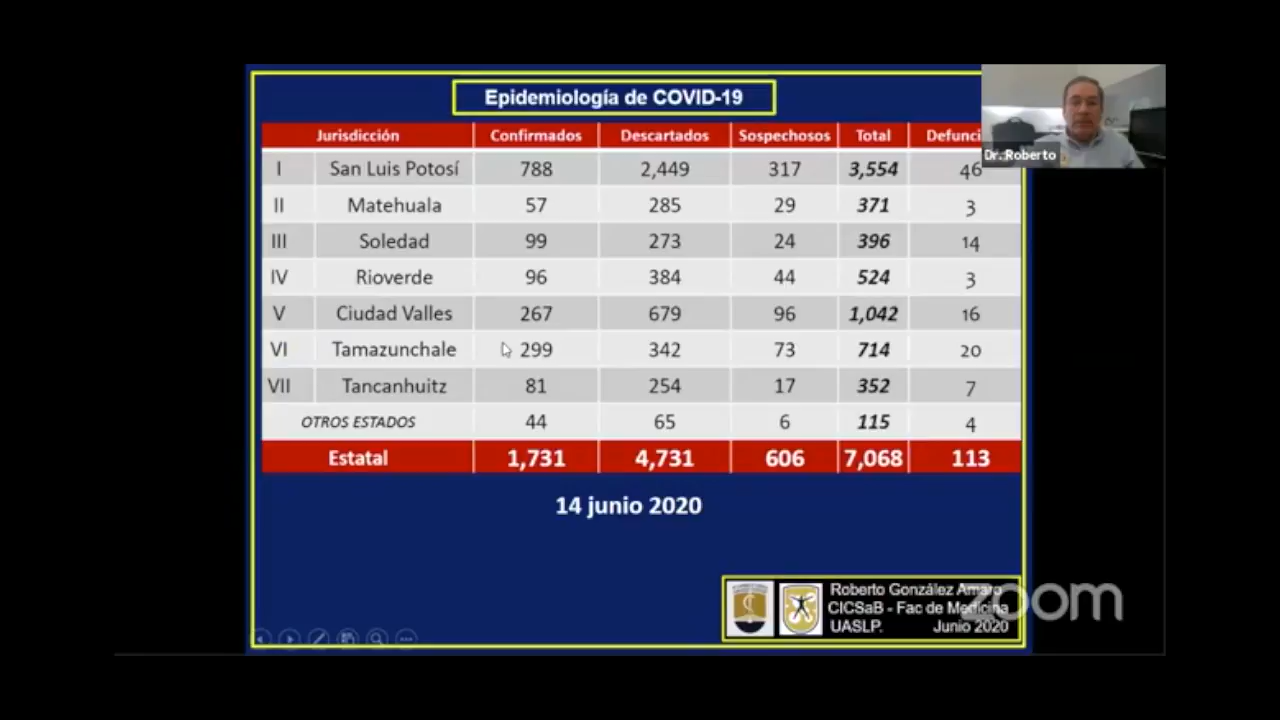 Epidemiología de COVID-19
Jurisdicción Confirmados Descartados Sospechosos Total
Dr. Roberto
I San Luis Potosí 788 2,449 317 3,554 46
II Matehuala 57 285 29 371 3
III Soledad 99 273 24 396 14
IV Rioverde 96 384 44 524 3
V Ciudad Valles 267 679 96 1,042 16
VI Tamazunchale 299 342 73 714 20
VII Tancanhuitz 81 254 17 352 7
OTROS ESTADOS 44 65 6 115 4
Estatal 1,731 4,731 606 7,068 113
14 junio 2020
Roberto González Amaro
CICSaB - Fac de Medicina
UASLP. Junio 2020
zoom